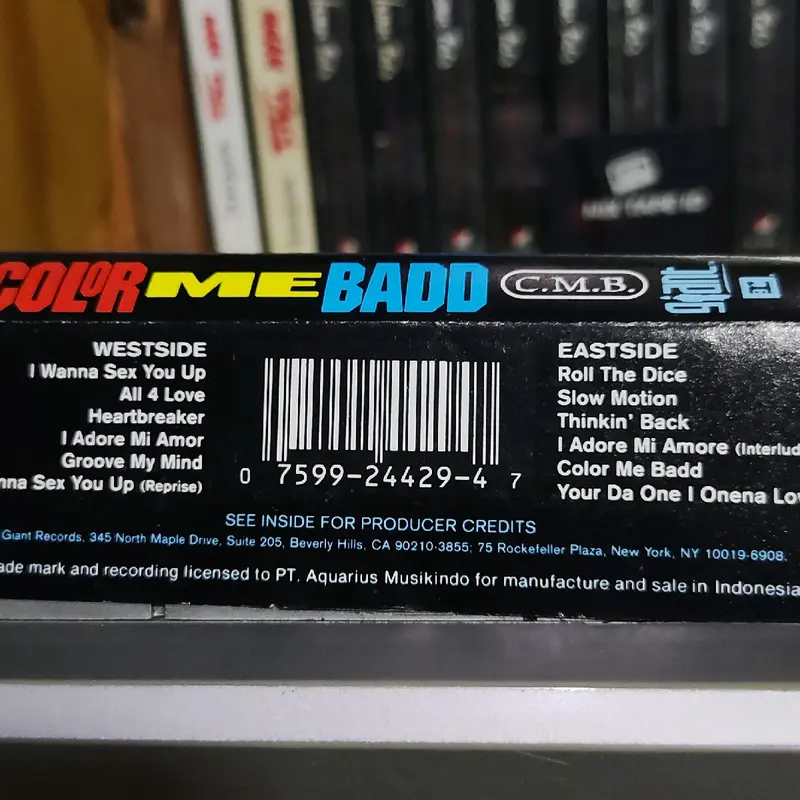 COLOR ME BADD C.M.B. giant
WESTSIDE
I Wanna Sex You Up
All 4 Love
Heartbreaker
I Adore Mi Amor
Groove My Mind
nna Sex You Up (Reprise)
0 7599-24429-4 7
EASTSIDE
Roll The Dice
Slow Motion
Thinkin' Back
I Adore Mi Amore (Interlud
Color Me Badd
Your Da One I Onena Lov
SEE INSIDE FOR PRODUCER CREDITS
Giant Records, 345 North Maple Drive, Suite 205, Beverly Hills, CA 90210-3855; 75 Rockefeller Plaza, New York, NY 10019-6908.
ade mark and recording licensed to PT. Aquarius Musikindo for manufacture and sale in Indonesia